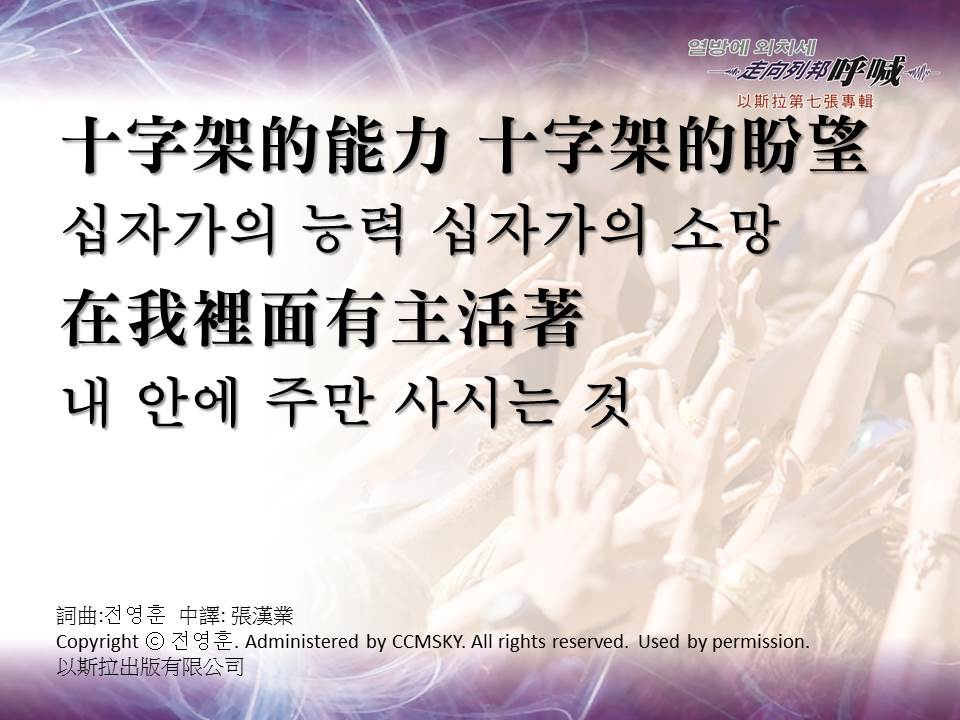 열방에 외치세
走向列邦呼喊
以斯拉第七張專輯
十字架的能力 十字架的盼望
십자가의 능력 십자가의 소망
在我裡面有主活著
내 안에 주만 사시는 것
詞曲:전영훈 中譯: 張漢業
Copyright ⓒ 전영훈. Administered by CCMSKY. All rights reserved. Used by permission.
以斯拉出版有限公司